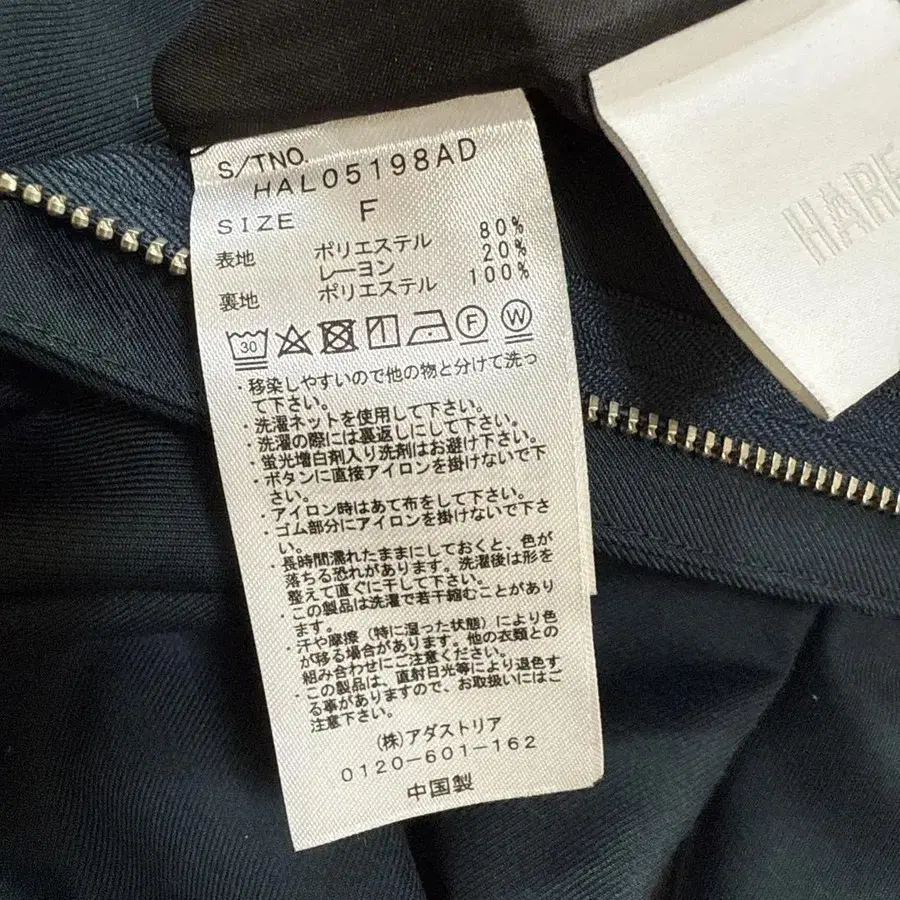 S/TNO.
HAL05198AD
SIZE F
表地 ポリエステル 80%
レーヨン 20%
裏地 ポリエステル 100%
30 F W
・移染しやすいので他の物と分けて洗っ
て下さい。
・洗濯ネットを使用して下さい。
・洗濯の際には裏返しにして下さい。
・蛍光増白剤入り洗剤はお避け下さい。
・ボタンに直接アイロンを掛けないで下
さい。
・アイロン時はあて布をして下さい。
・ゴム部分にアイロンを掛けないで下さ
い。
・長時間濡れたままにしておくと、色が
落ちる恐れがあります。洗濯後は形を
整えて直ぐに干して下さい。
・この製品は洗濯で若干縮むことがあり
ます。
・汗や摩擦（特に湿った状態）により色
が移る場合があります。他の衣類との
組み合わせにご注意ください。
・この製品は、直射日光等により退色す
る事がありますので、お取扱いにはご
注意下さい。
(株)アダストリア
0120-601-162
中国製
HARE